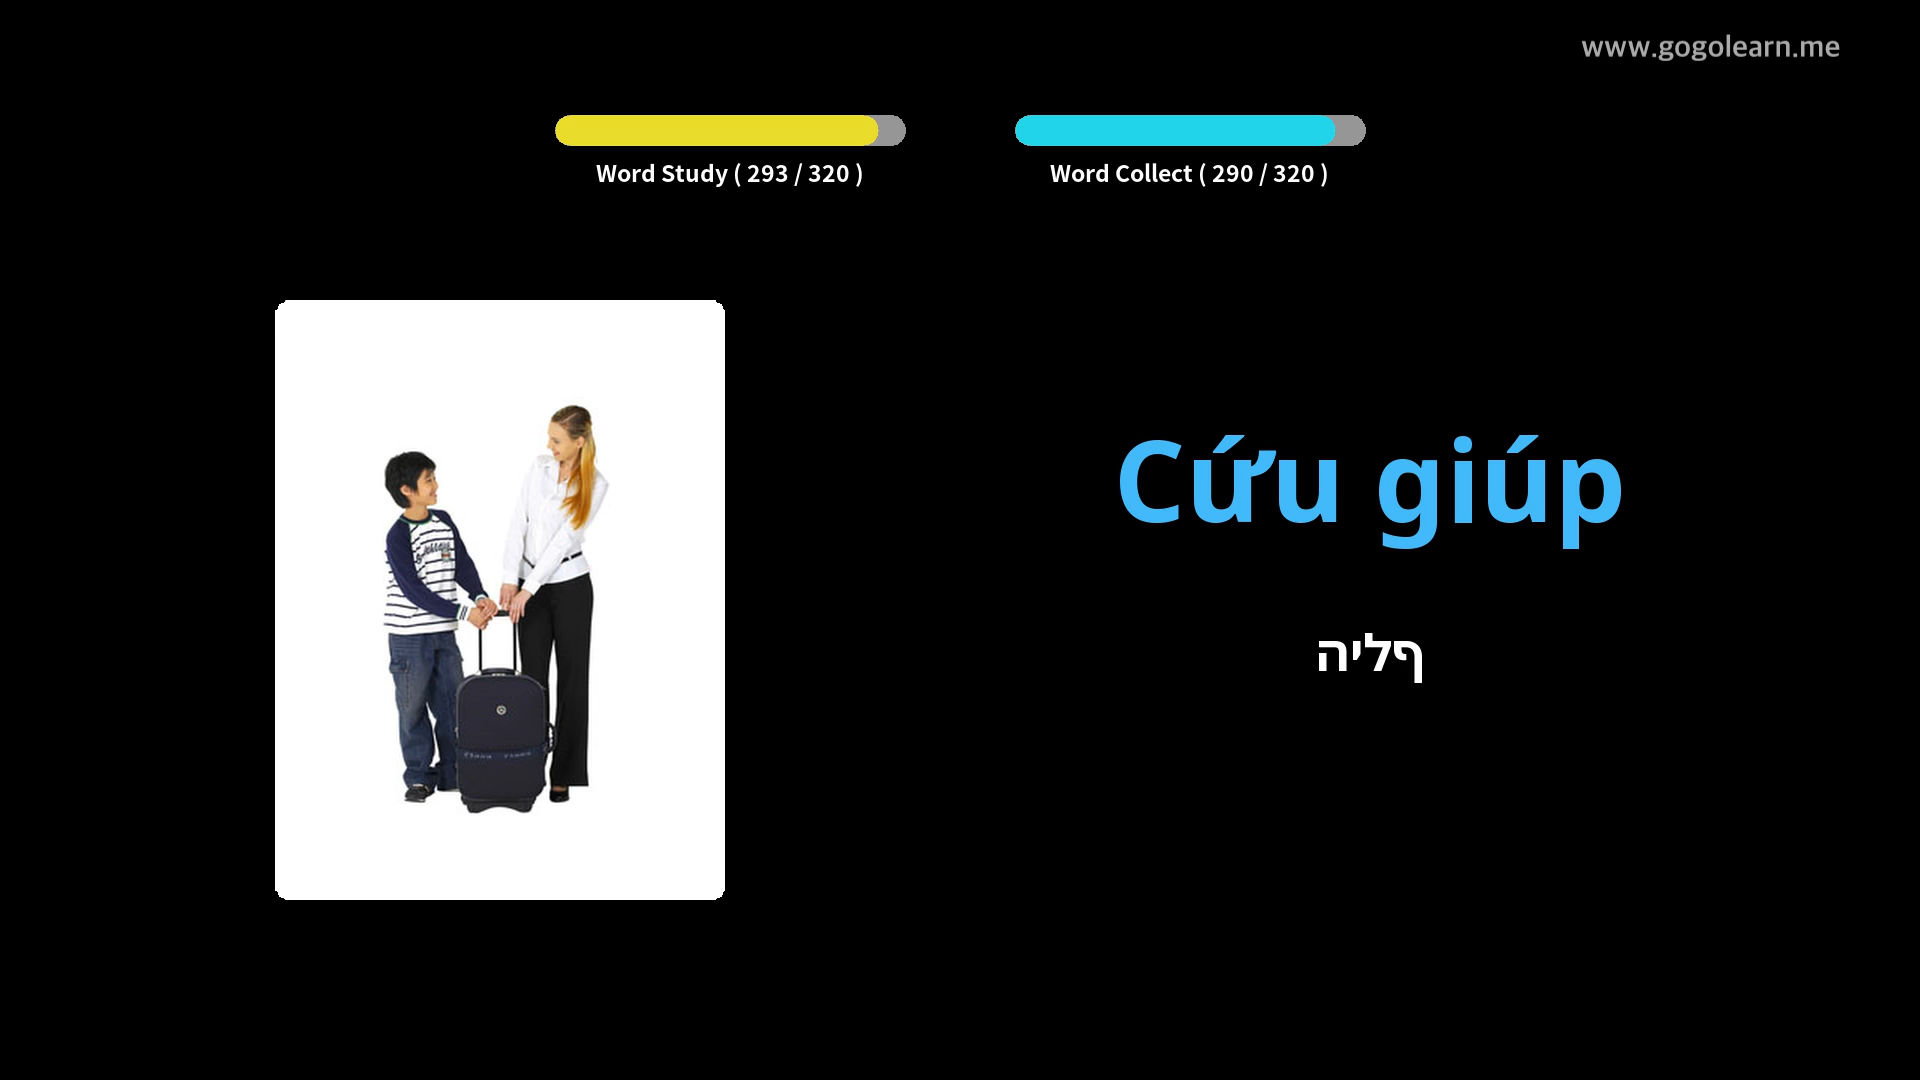 www.gogolearn.me
Word Study ( 293 / 320 )
Word Collect ( 290 / 320 )
Cứu giúp
ףליה